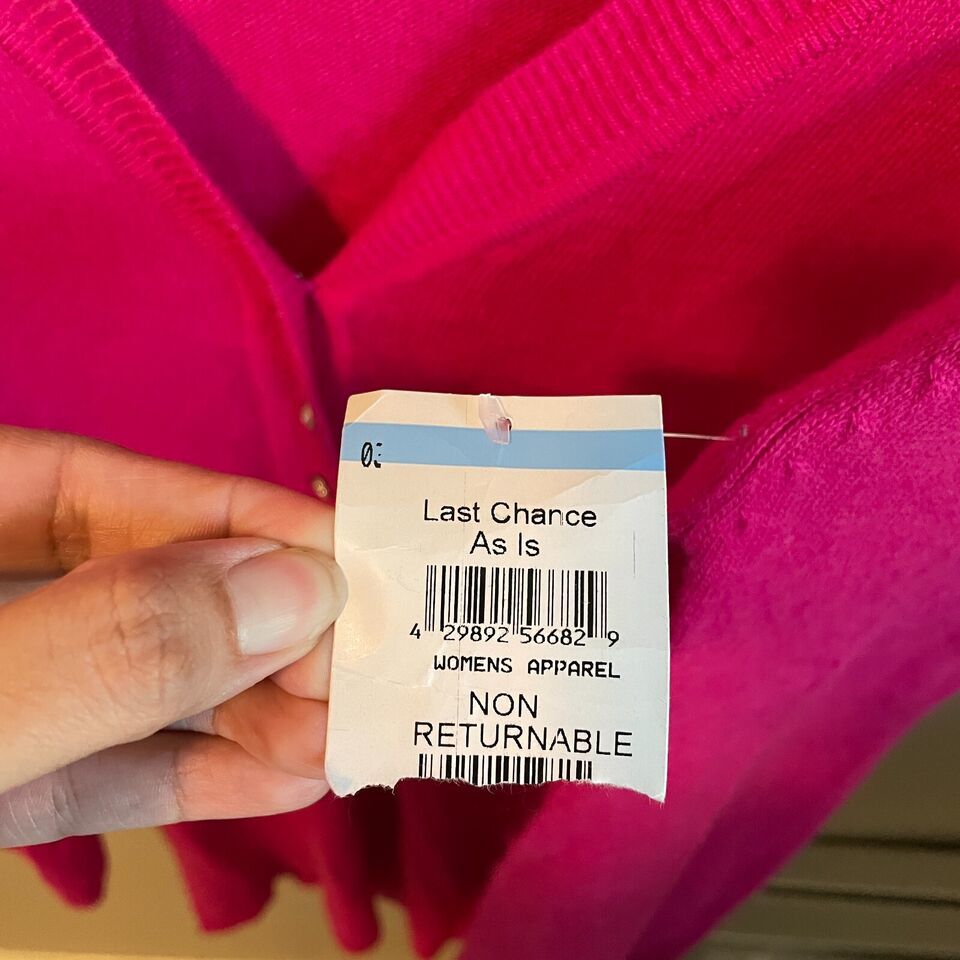 Last Chance
As Is
4 29892 56682 9
WOMENS APPAREL
NON
RETURNABLE